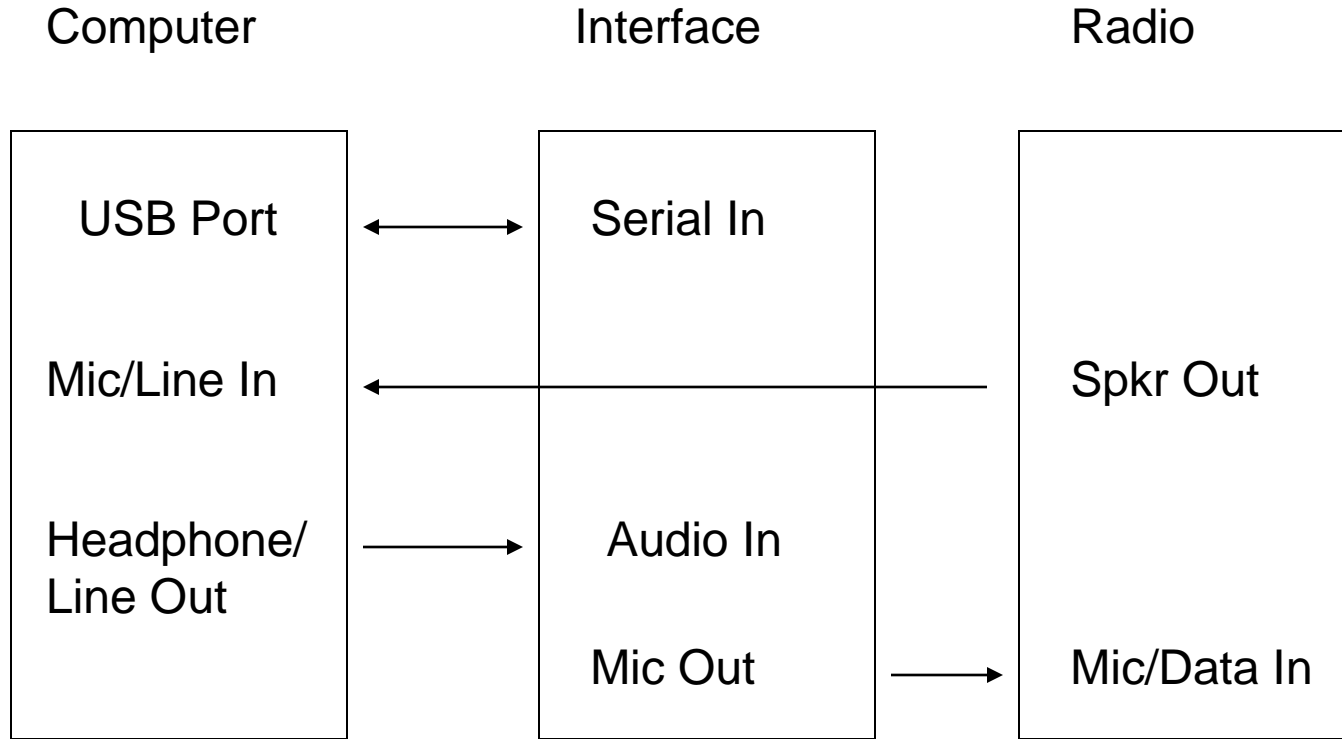 Computer
Interface
Radio
USB Port
Serial In
Mic/Line In
Spkr Out
Headphone/
Line Out
Audio In
Mic Out
Mic/Data In